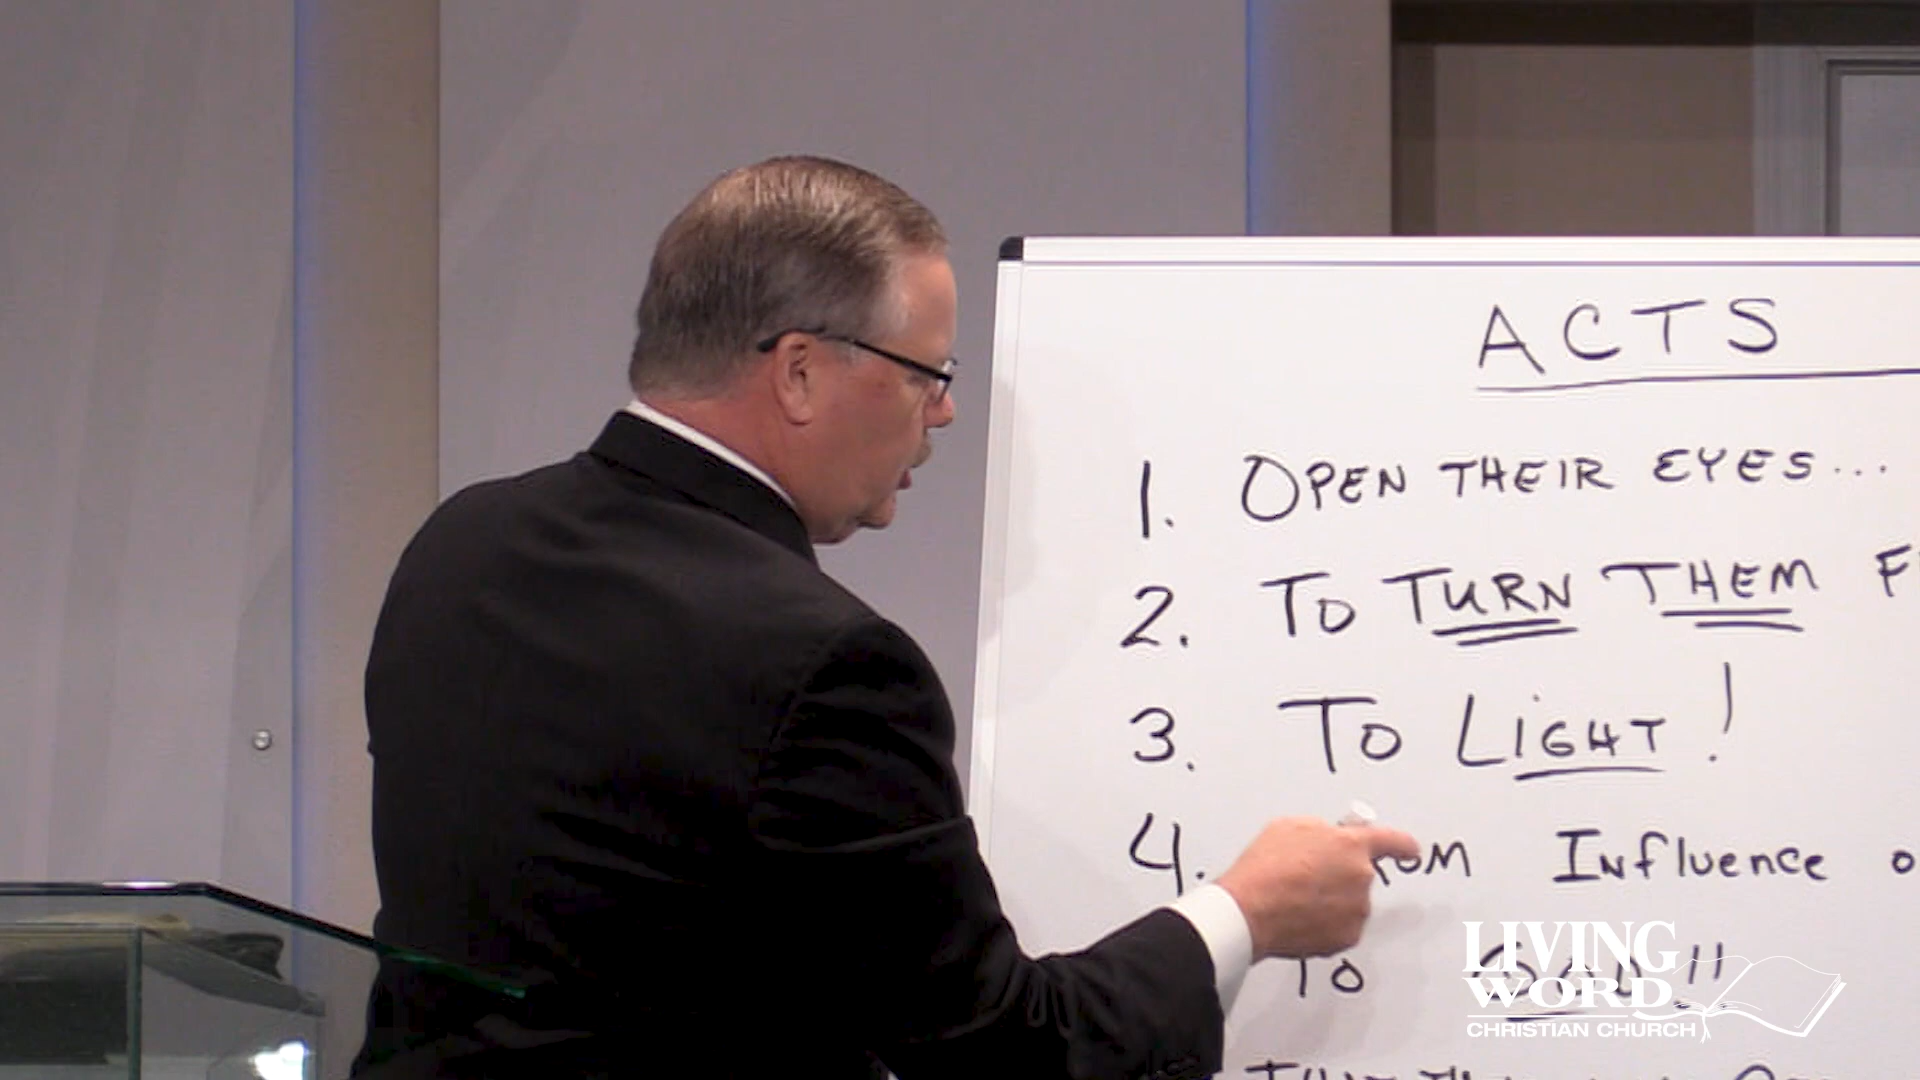 ACTS
1. OPEN THEIR EYES...
2. TO TURN THEM
3. TO LIGHT!
4. Influence
TO GOD!!
LIVING
WORD
CHRISTIAN CHURCH